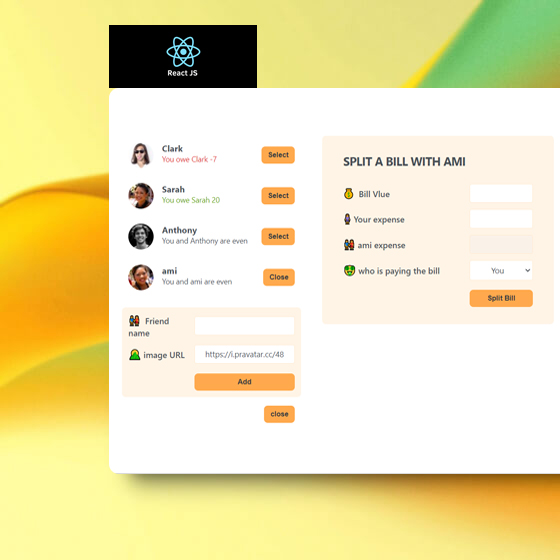 React JS
Clark
You owe Clark -7
Select
Sarah
You owe Sarah 20
Select
Anthony
You and Anthony are even
Select
ami
You and ami are even
Close
Friend
name
image URL
https://i.pravatar.cc/48
Add
close
SPLIT A BILL WITH AMI
Bill Vlue
Your expense
ami expense
who is paying the bill
You
Split Bill